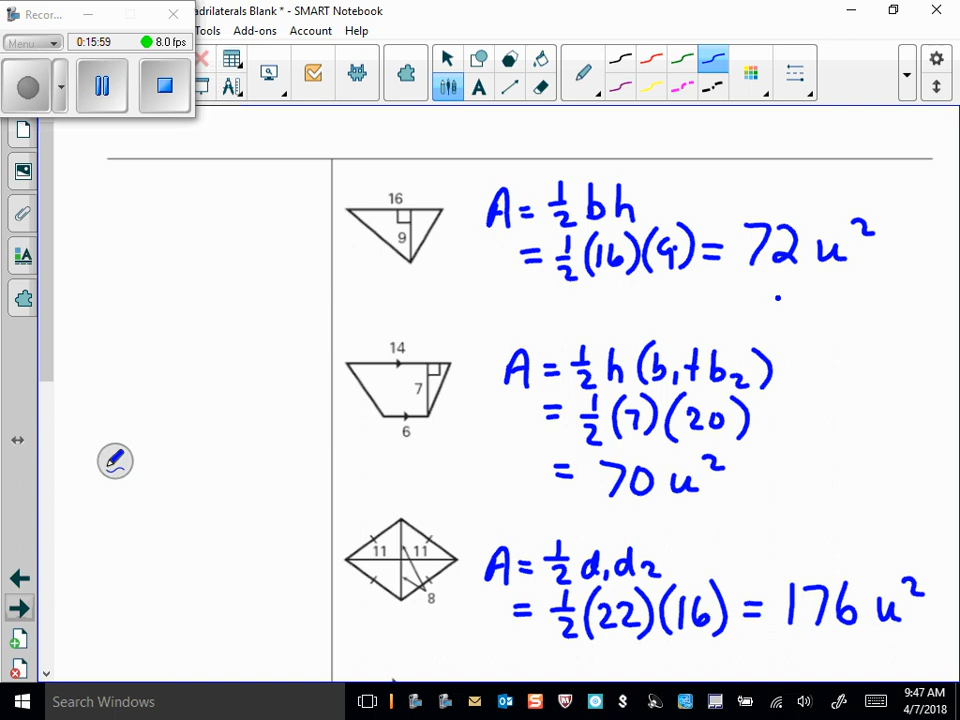 Recor...
adrilaterals Blank * - SMART Notebook
Menu
0:15:59
8.0 fps
Tools Add-ons Account Help
16
9
A = 1/2 bh
= 1/2 (16)(9) = 72 u²
14
7
6
A = 1/2 h (b₁ + b₂)
= 1/2 (7)(20)
= 70 u²
11 11
8
A = 1/2 d₁d₂
= 1/2 (22)(16) = 176 u²
Search Windows
9:47 AM
4/7/2018